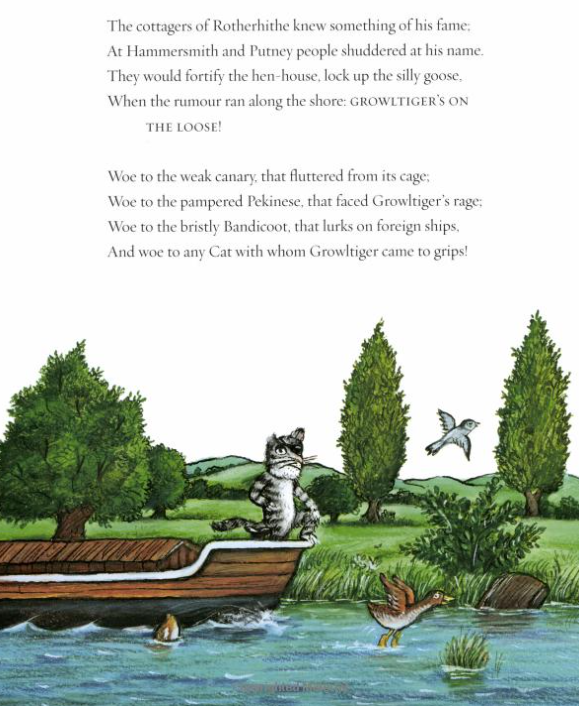 The cottagers of Rotherhithe knew something of his fame;
At Hammersmith and Putney people shuddered at his name.
They would fortify the hen-house, lock up the silly goose,
When the rumour ran along the shore: GROWLTIGER'S ON
THE LOOSE!
Woe to the weak canary, that fluttered from its cage;
Woe to the pampered Pekinese, that faced Growltiger's rage;
Woe to the bristly Bandicoot, that lurks on foreign ships,
And woe to any Cat with whom Growltiger came to grips!